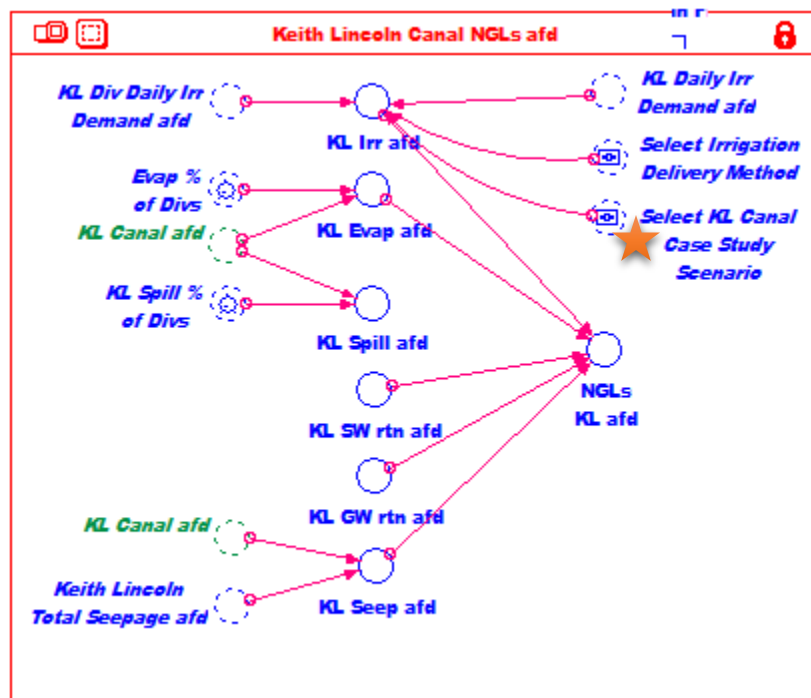 Keith Lincoln Canal NGLs afd
KL Div Daily Irr
Demand afd
KL Irr afd
KL Daily Irr
Demand afd
Select Irrigation
Delivery Method
Evap %
of Divs
KL Canal afd
KL Evap afd
Select KL Canal
Case Study
Scenario
KL Spill %
of Divs
KL Spill afd
NGLs
KL afd
KL SW rtn afd
KL GW rtn afd
KL Canal afd
Keith Lincoln
Total Seepage afd
KL Seep afd